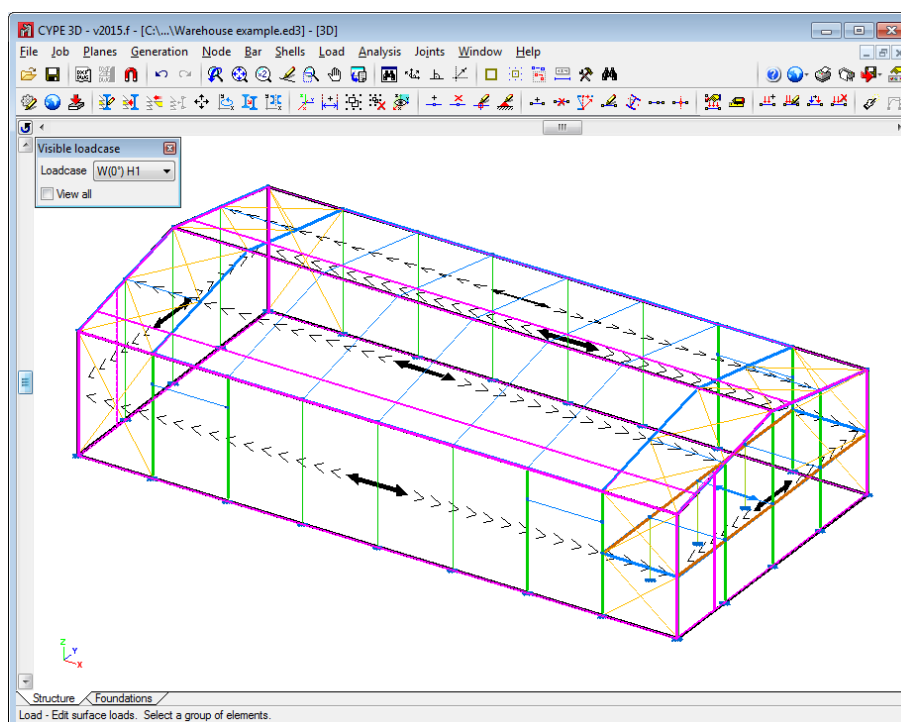 CYPE 3D - v2015.f - [C:\...\Warehouse example.ed3] - [3D]
File Job Planes Generation Node Bar Shells Load Analysis Joints Window Help
Visible loadcase
Loadcase W(0°) H1
View all
Z
Y
X
Structure Foundations
Load - Edit surface loads. Select a group of elements.